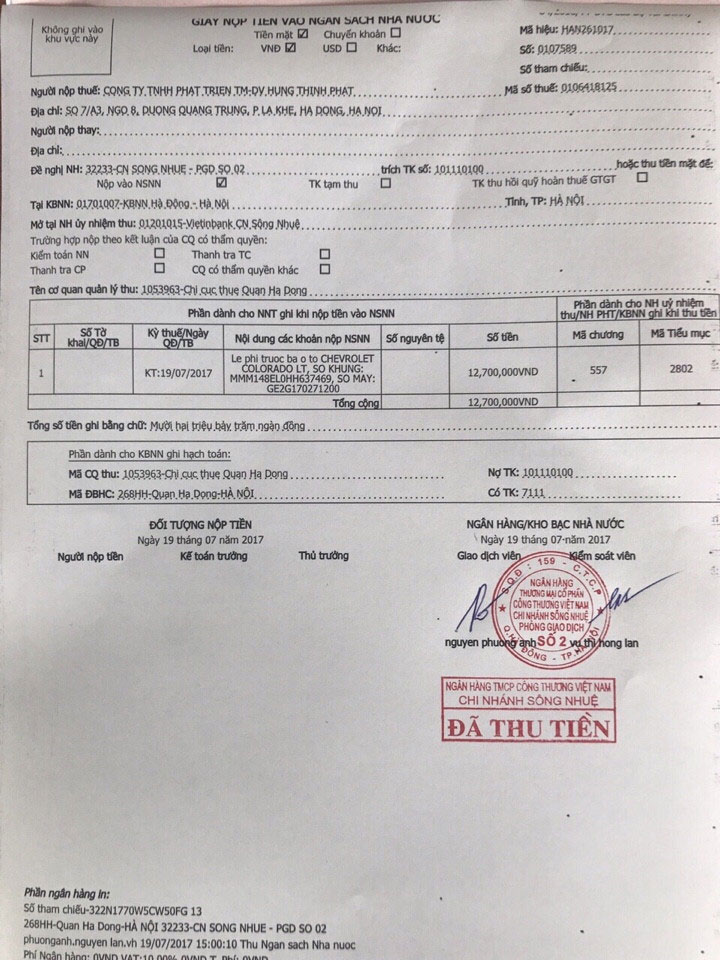 GIẤY NỘP TIỀN VÀO NGÂN SÁCH NHÀ NƯỚC
Không ghi vào
khu vực này
Tiền mặt ☑ Chuyển khoản ☐
Loại tiền: VNĐ ☑ USD ☐ Khác:
Mã hiệu: HAN261017
Số: 0107589
Số tham chiếu:
Người nộp thuế: CONG TY TNHH PHAT TRIEN TM-DV HUNG THINH PHAT
Mã số thuế: 0106418125
Địa chỉ: SO 7/A3, NGO 8, DUONG QUANG TRUNG, P.LA KHE, HA DONG, HA NOI
Người nộp thay:
Địa chỉ:
Đề nghị NH: 32233-CN SONG NHUE - PGD SO 02 trích TK số: 101110100 hoặc thu tiền mặt để:
Nộp vào NSNN ☑ TK tạm thu ☐ TK thu hồi quỹ hoàn thuế GTGT ☐
Tại KBNN: 01701007-KBNN Hà Đông - Hà Nội Tỉnh, TP: HÀ NỘI
Mở tại NH ủy nhiệm thu: 01201015-Vietinbank CN Sông Nhuệ
Trường hợp nộp theo kết luận của CQ có thẩm quyền:
Kiểm toán NN ☐ Thanh tra TC ☐
Thanh tra CP ☐ CQ có thẩm quyền khác ☐
Tên cơ quan quản lý thu: 1053963-Chi cuc thue Quan Ha Dong
Phần dành cho NNT ghi khi nộp tiền vào NSNN
Phần dành cho NH uỷ nhiệm
thu/NH PHT/KBNN ghi khi thu tiền
STT
Số Tờ
khai/QĐ/TB
Kỳ thuế/Ngày
QĐ/TB
Nội dung các khoản nộp NSNN
Số nguyên tệ
Số tiền
Mã chương
Mã Tiểu mục
1
KT:19/07/2017
Le phi truoc ba o to CHEVROLET
COLORADO LT, SO KHUNG:
MMM148EL0HH637469, SO MAY:
GE2G170271200
12,700,000VND
557
2802
Tổng cộng 12,700,000VND
Tổng số tiền ghi bằng chữ: Mười hai triệu bảy trăm ngàn đồng
Phần dành cho KBNN ghi hạch toán:
Mã CQ thu: 1053963-Chi cuc thue Quan Ha Dong Nợ TK: 101110100
Mã ĐBHC: 268HH-Quan Ha Dong-HÀ NỘI Có TK: 7111
ĐỐI TƯỢNG NỘP TIỀN
Ngày 19 tháng 07 năm 2017
Người nộp tiền Kế toán trưởng Thủ trưởng
NGÂN HÀNG/KHO BẠC NHÀ NƯỚC
Ngày 19 tháng 07 năm 2017
Giao dịch viên Kiểm soát viên
S.QĐ: 159 - C.T.C.P
NGÂN HÀNG
THƯƠNG MẠI CỔ PHẦN
CÔNG THƯƠNG VIỆT NAM
CHI NHÁNH SÔNG NHUỆ
PHÒNG GIAO DỊCH
SỐ 2
Q.HÀ ĐÔNG - TP.HÀ NỘI
nguyen phuong anh vu thi hong lan
NGÂN HÀNG TMCP CÔNG THƯƠNG VIỆT NAM
CHI NHÁNH SÔNG NHUỆ
ĐÃ THU TIỀN
Phần ngân hàng in:
Số tham chiếu-322N1770W5CW50FG 13
268HH-Quan Ha Dong-HÀ NỘI 32233-CN SONG NHUE - PGD SO 02
phuonganh.nguyen lan.vh 19/07/2017 15:00:10 Thu Ngan sach Nha nuoc
Phí Ngân hàng: 0VND VAT:10.00% 0VND T. Phí: 0VND